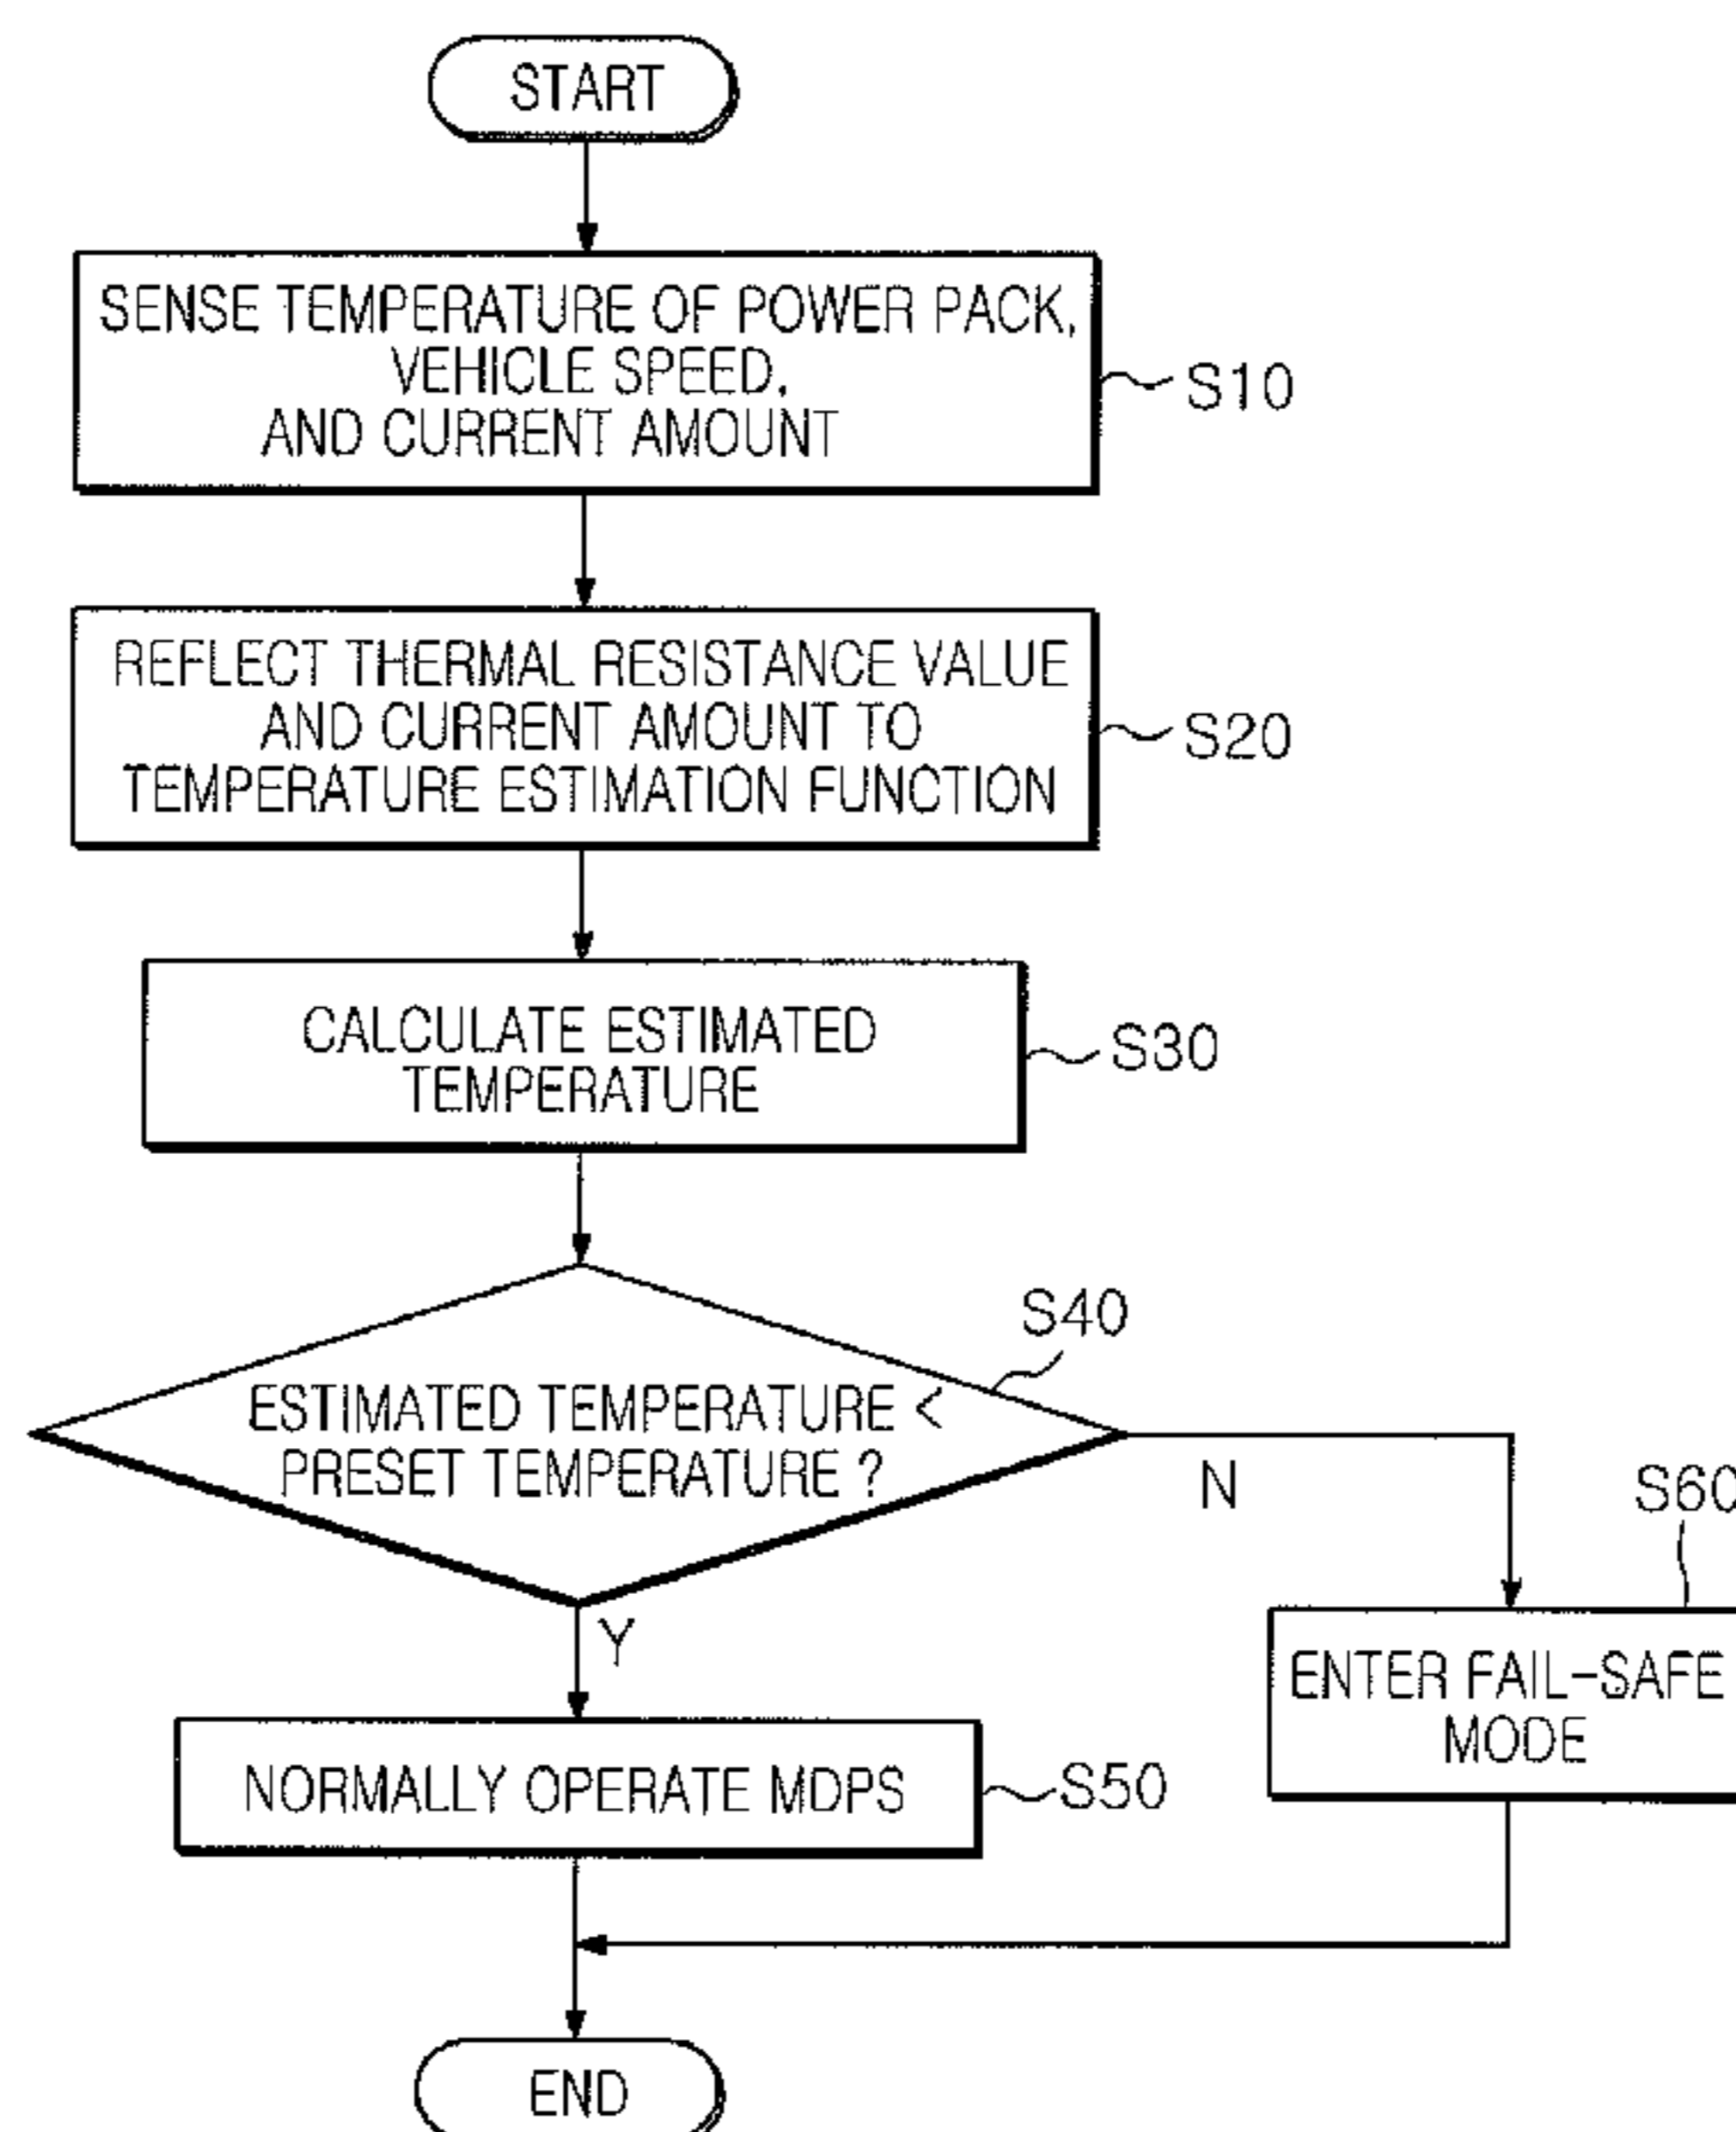 START
SENSE TEMPERATURE OF POWER PACK,
VEHICLE SPEED,
AND CURRENT AMOUNT
S10
REFLECT THERMAL RESISTANCE VALUE
AND CURRENT AMOUNT TO
TEMPERATURE ESTIMATION FUNCTION
S20
CALCULATE ESTIMATED
TEMPERATURE
S30
S40
ESTIMATED TEMPERATURE <
PRESET TEMPERATURE ?
N
S60
Y
ENTER FAIL-SAFE
MODE
NORMALLY OPERATE MDPS
S50
END